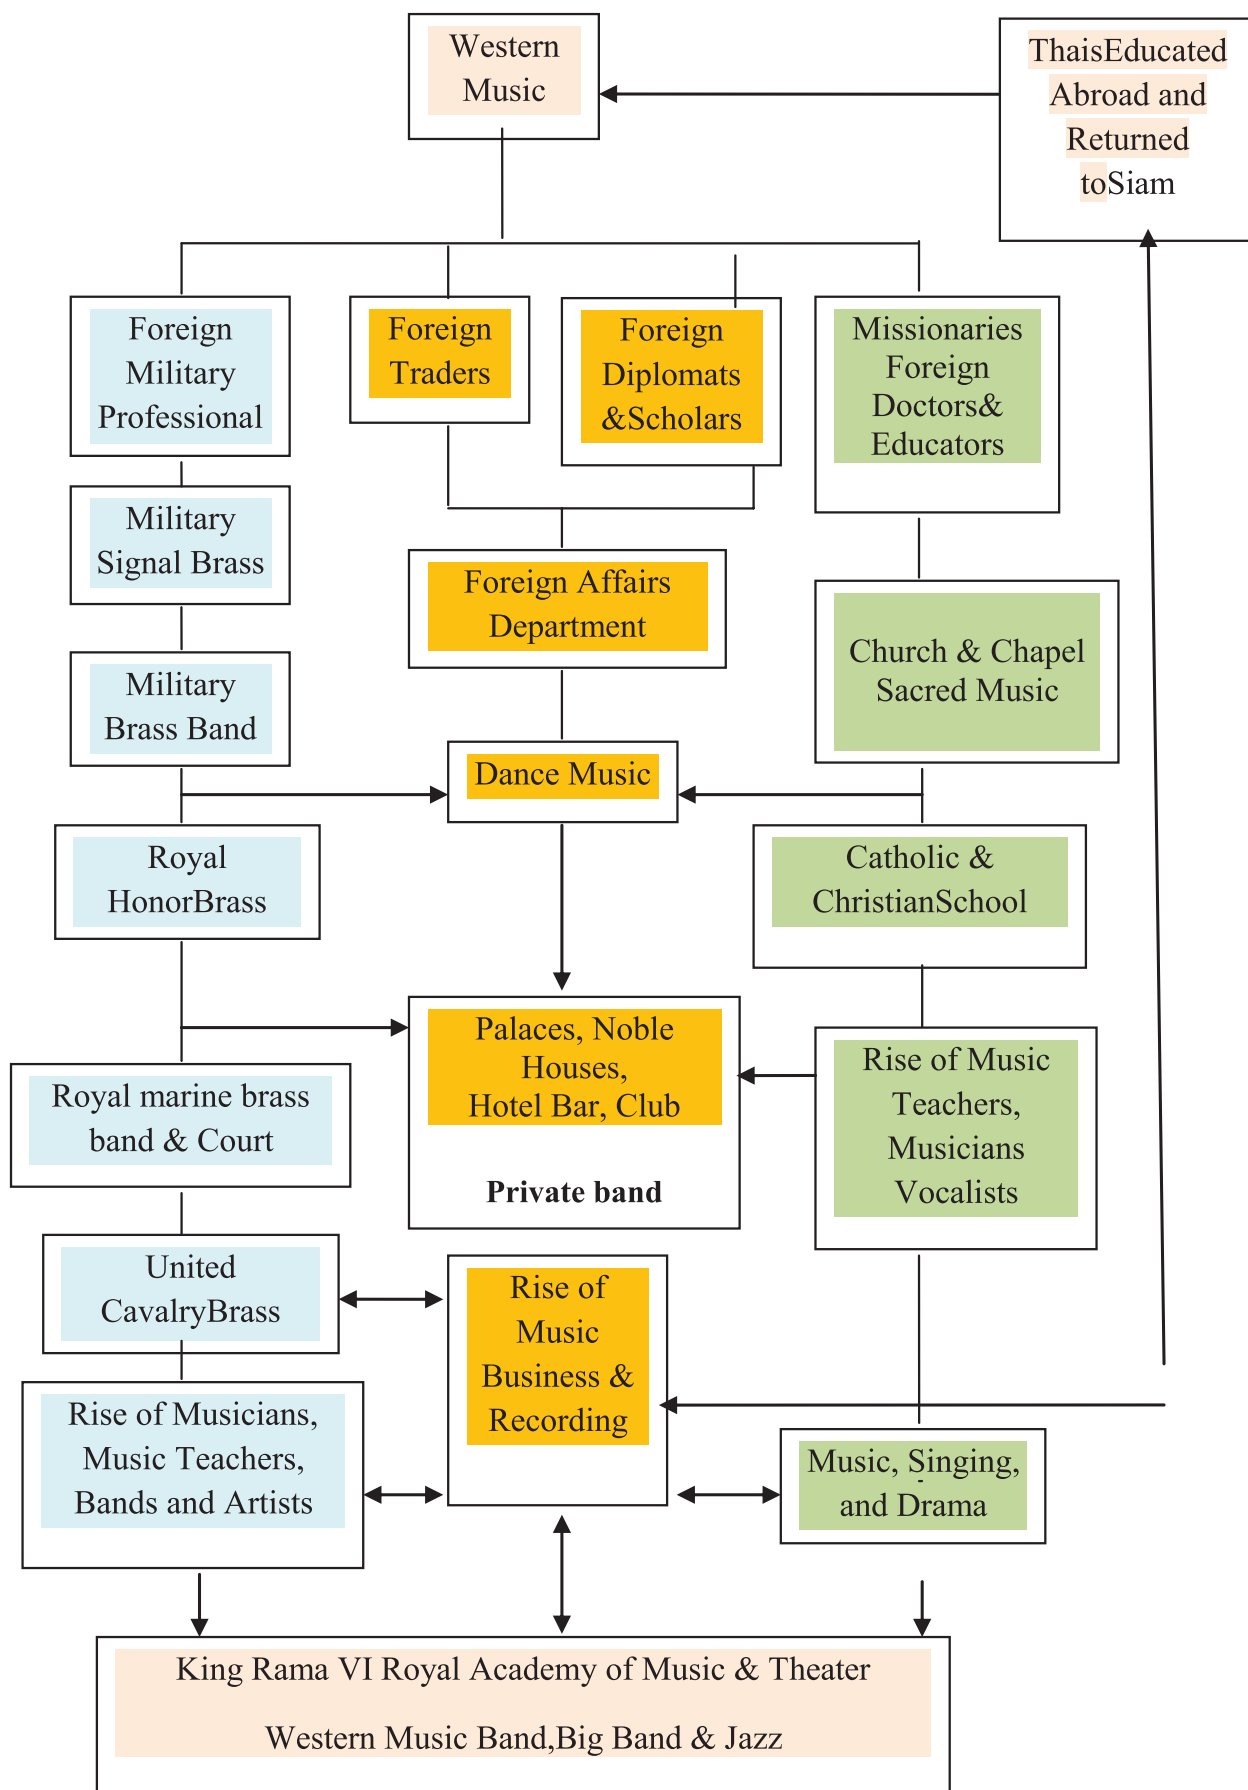 Western
Music
ThaisEducated
Abroad and
Returned
toSiam
Foreign
Military
Professional
Foreign
Traders
Foreign
Diplomats
&Scholars
Missionaries
Foreign
Doctors&
Educators
Military
Signal Brass
Foreign Affairs
Department
Church & Chapel
Sacred Music
Military
Brass Band
Dance Music
Royal
HonorBrass
Catholic &
ChristianSchool
Palaces, Noble
Houses,
Hotel Bar, Club
Private band
Rise of Music
Teachers,
Musicians
Vocalists
Royal marine brass
band & Court
United
CavalryBrass
Rise of
Music
Business &
Recording
Rise of Musicians,
Music Teachers,
Bands and Artists
Music, Singing,
and Drama
King Rama VI Royal Academy of Music & Theater
Western Music Band,Big Band & Jazz